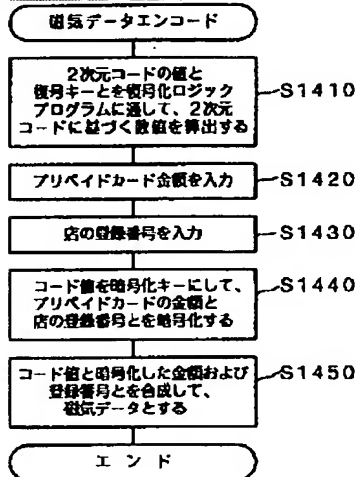 磁気データエンコード
2次元コードの値と
復号キーとを復号化ロジック
プログラムに通して、2次元
コードに基づく数値を算出する
S1410
プリペイドカード金額を入力
S1420
店の登録番号を入力
S1430
コード値を暗号化キーにして、
プリペイドカードの金額と
店の登録番号とを暗号化する
S1440
コード値と暗号化した金額および
登録番号とを合成して、
磁気データとする
S1450
エンド